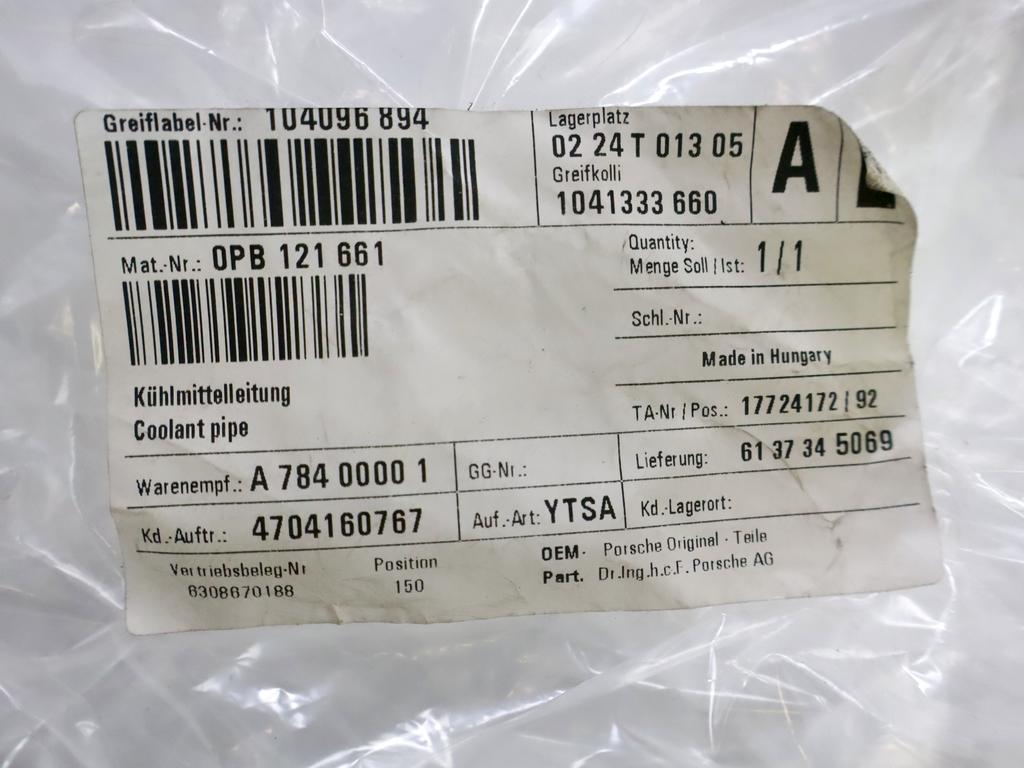 Greiflabel-Nr.: 104096 894
Lagerplatz
02 24 T 013 05
Greifkolli
1041333 660
A
Mat.-Nr.: 0PB 121 661
Quantity:
Menge Soll / Ist: 1 / 1
Schl.-Nr.:
Made in Hungary
Kühlmittelleitung
Coolant pipe
TA-Nr / Pos.: 17724172 / 92
Warenempf.: A 784 0000 1
GG-Nr.:
Lieferung: 61 37 34 5069
Kd.-Auftr.: 4704160767
Auf.-Art: YTSA
Kd.-Lagerort:
Vertriebsbeleg-Nr
6308670188
Position
150
OEM- Porsche Original - Teile
Part. Dr.Ing.h.c.F. Porsche AG